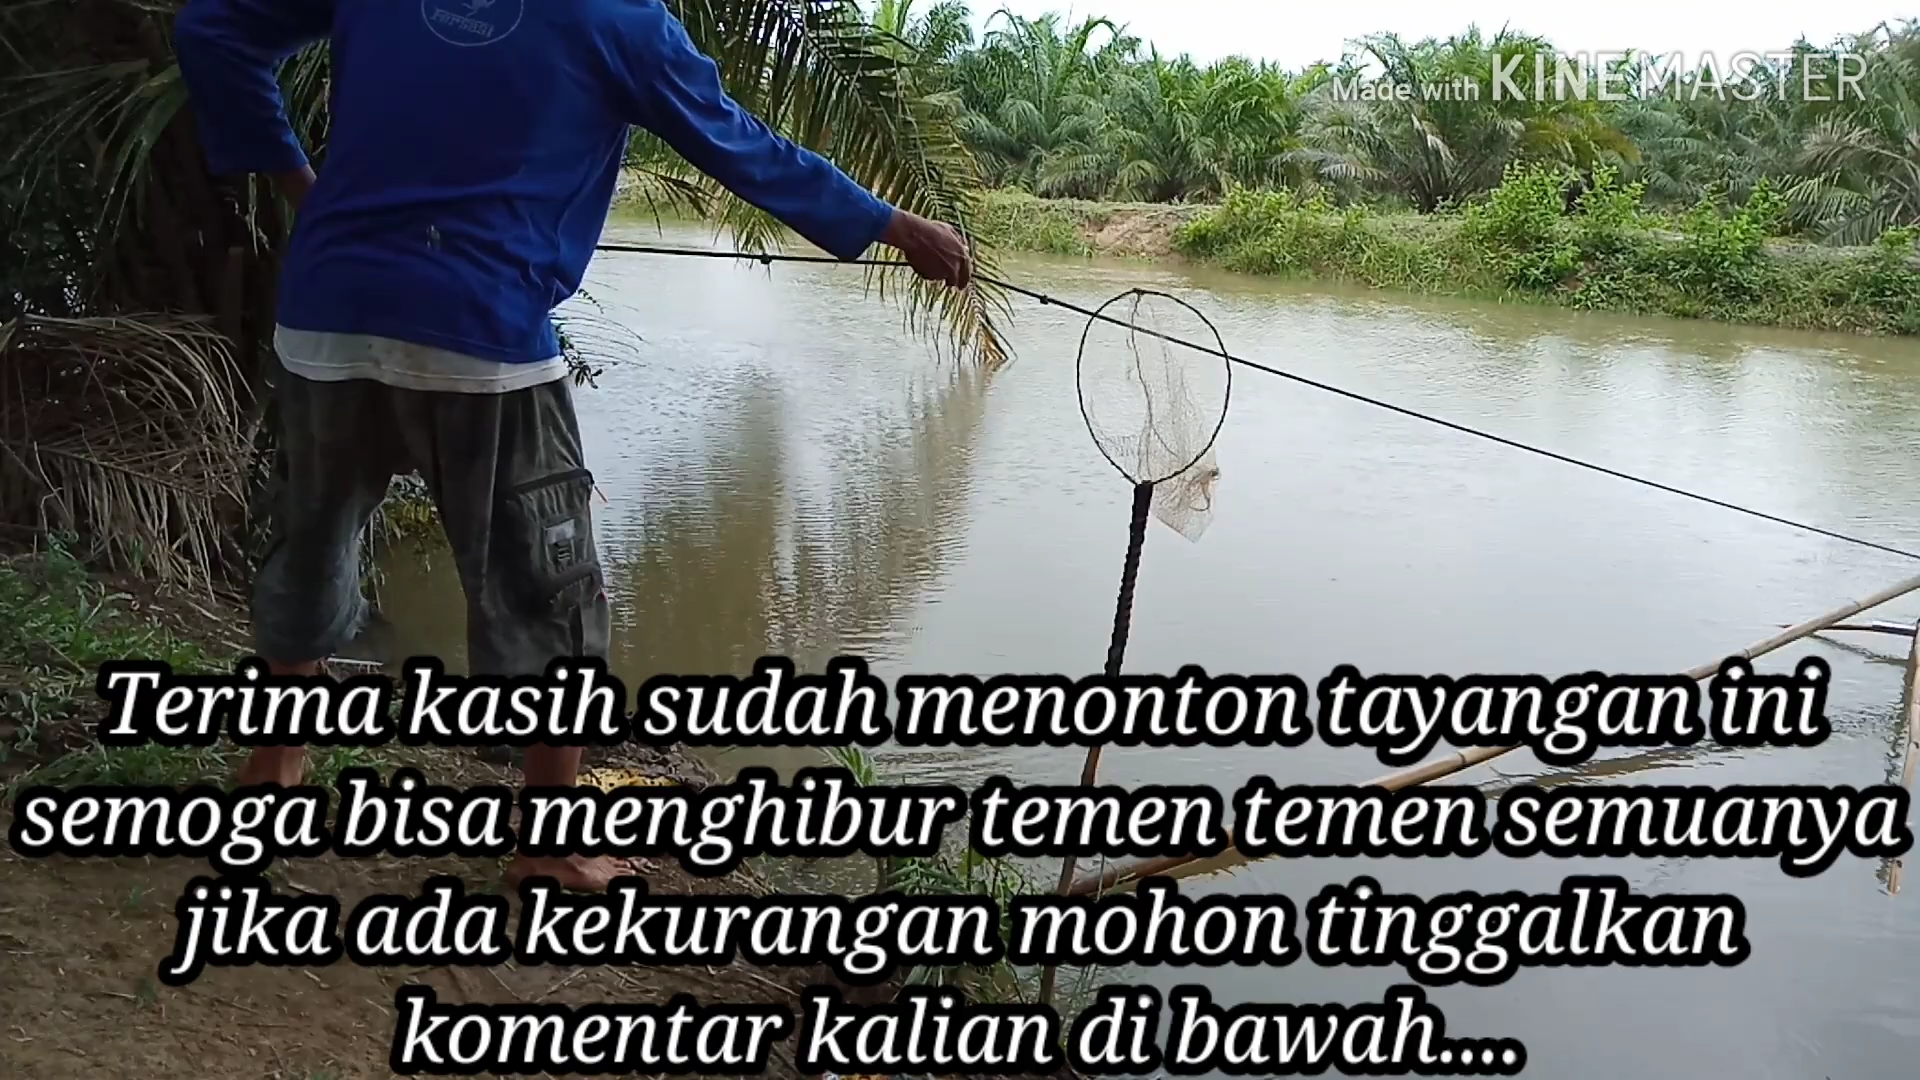 Made with KINEMASTER
Terima kasih sudah menonton tayangan ini
semoga bisa menghibur temen temen semuanya
jika ada kekurangan mohon tinggalkan
komentar kalian di bawah....